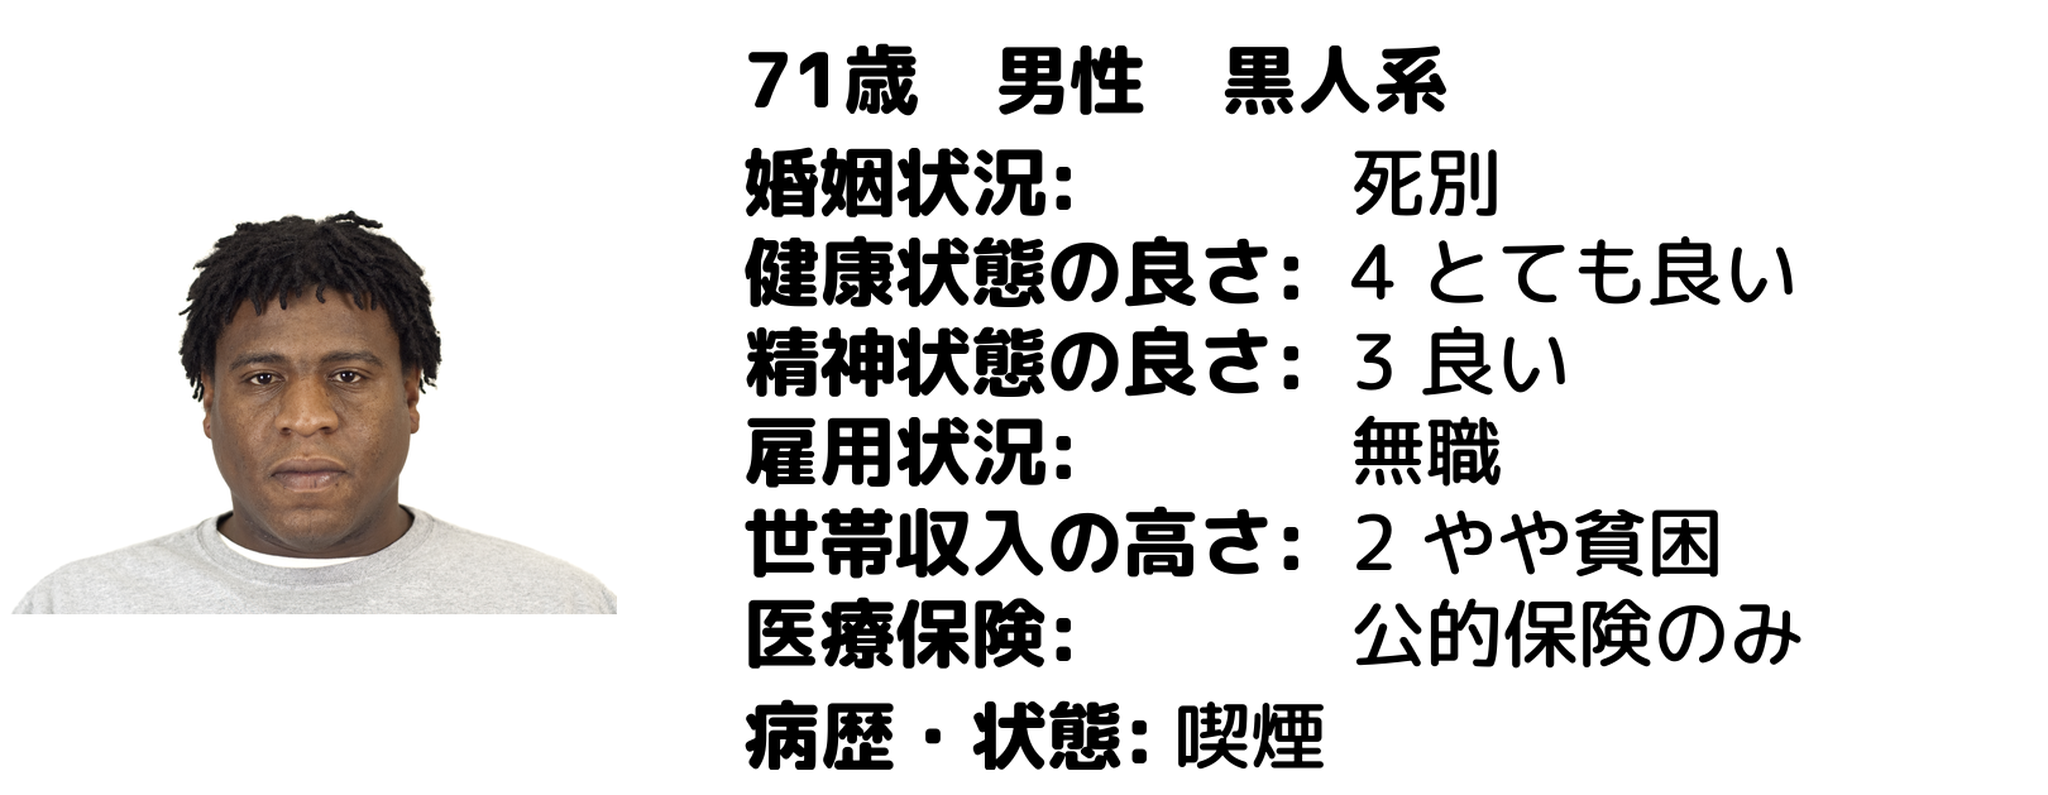 71歳　男性　黒人系
婚姻状況: 死別
健康状態の良さ: 4 とても良い
精神状態の良さ: 3 良い
雇用状況: 無職
世帯収入の高さ: 2 やや貧困
医療保険: 公的保険のみ
病歴・状態: 喫煙